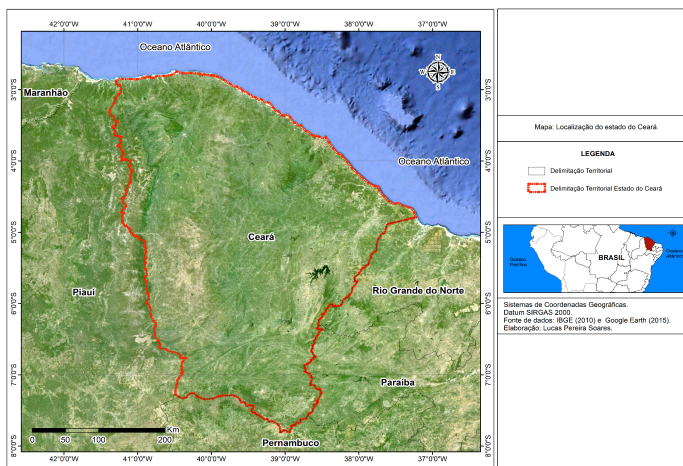 42°0'0"W 41°0'0"W 40°0'0"W 39°0'0"W 38°0'0"W 37°0'0"W
Oceano Atlântico
N
W E
S
Maranhão
3°0'0"S
3°0'0"S
4°0'0"S
4°0'0"S
Oceano Atlântico
5°0'0"S
5°0'0"S
Ceará
Piauí
Rio Grande do Norte
6°0'0"S
6°0'0"S
7°0'0"S
7°0'0"S
Paraíba
Km
0 50 100 200
Pernambuco
8°0'0"S
8°0'0"S
42°0'0"W 41°0'0"W 40°0'0"W 39°0'0"W 38°0'0"W 37°0'0"W
Mapa: Localização do estado do Ceará.
LEGENDA
Delimitação Territorial
Delimitação Territorial Estado do Ceará
Oceano
Pacífico
BRASIL
Oceano
Atlântico
Sistemas de Coordenadas Geográficas.
Datum SIRGAS 2000.
Fonte de dados: IBGE (2010) e Google Earth (2015).
Elaboração: Lucas Pereira Soares.